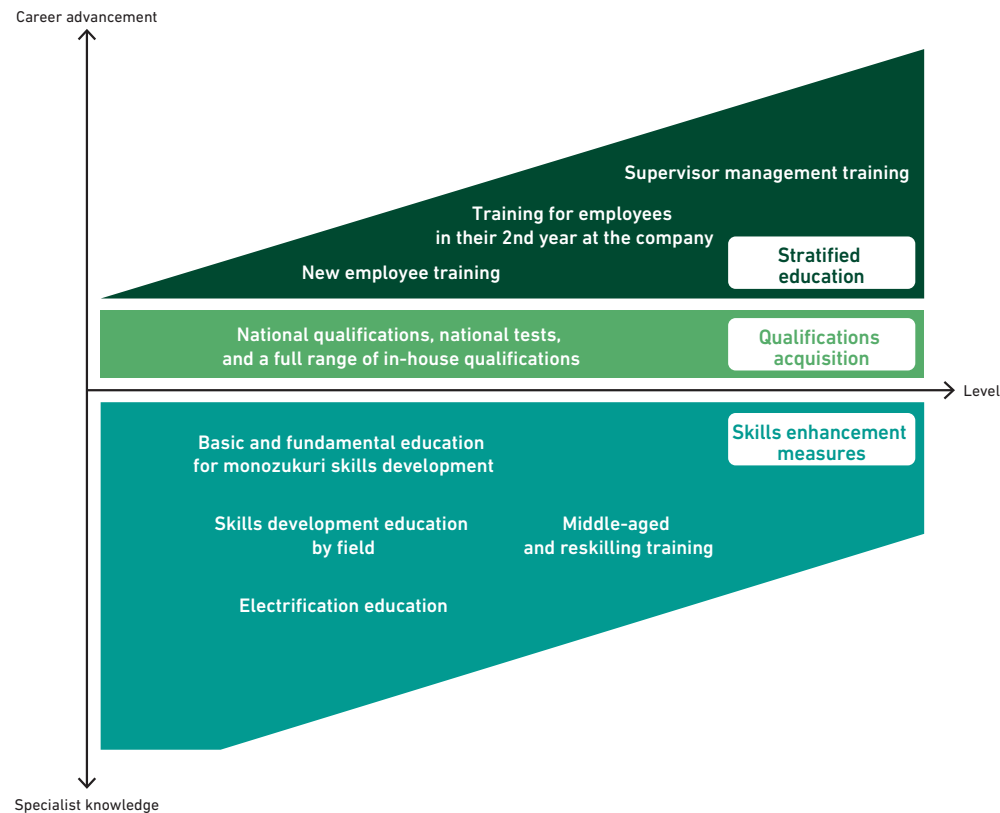 Career advancement
Supervisor management training
Training for employees
in their 2nd year at the company
New employee training
Stratified
education
National qualifications, national tests,
and a full range of in-house qualifications
Qualifications
acquisition
Level
Skills enhancement
measures
Basic and fundamental education
for monozukuri skills development
Skills development education
by field
Middle-aged
and reskilling training
Electrification education
Specialist knowledge